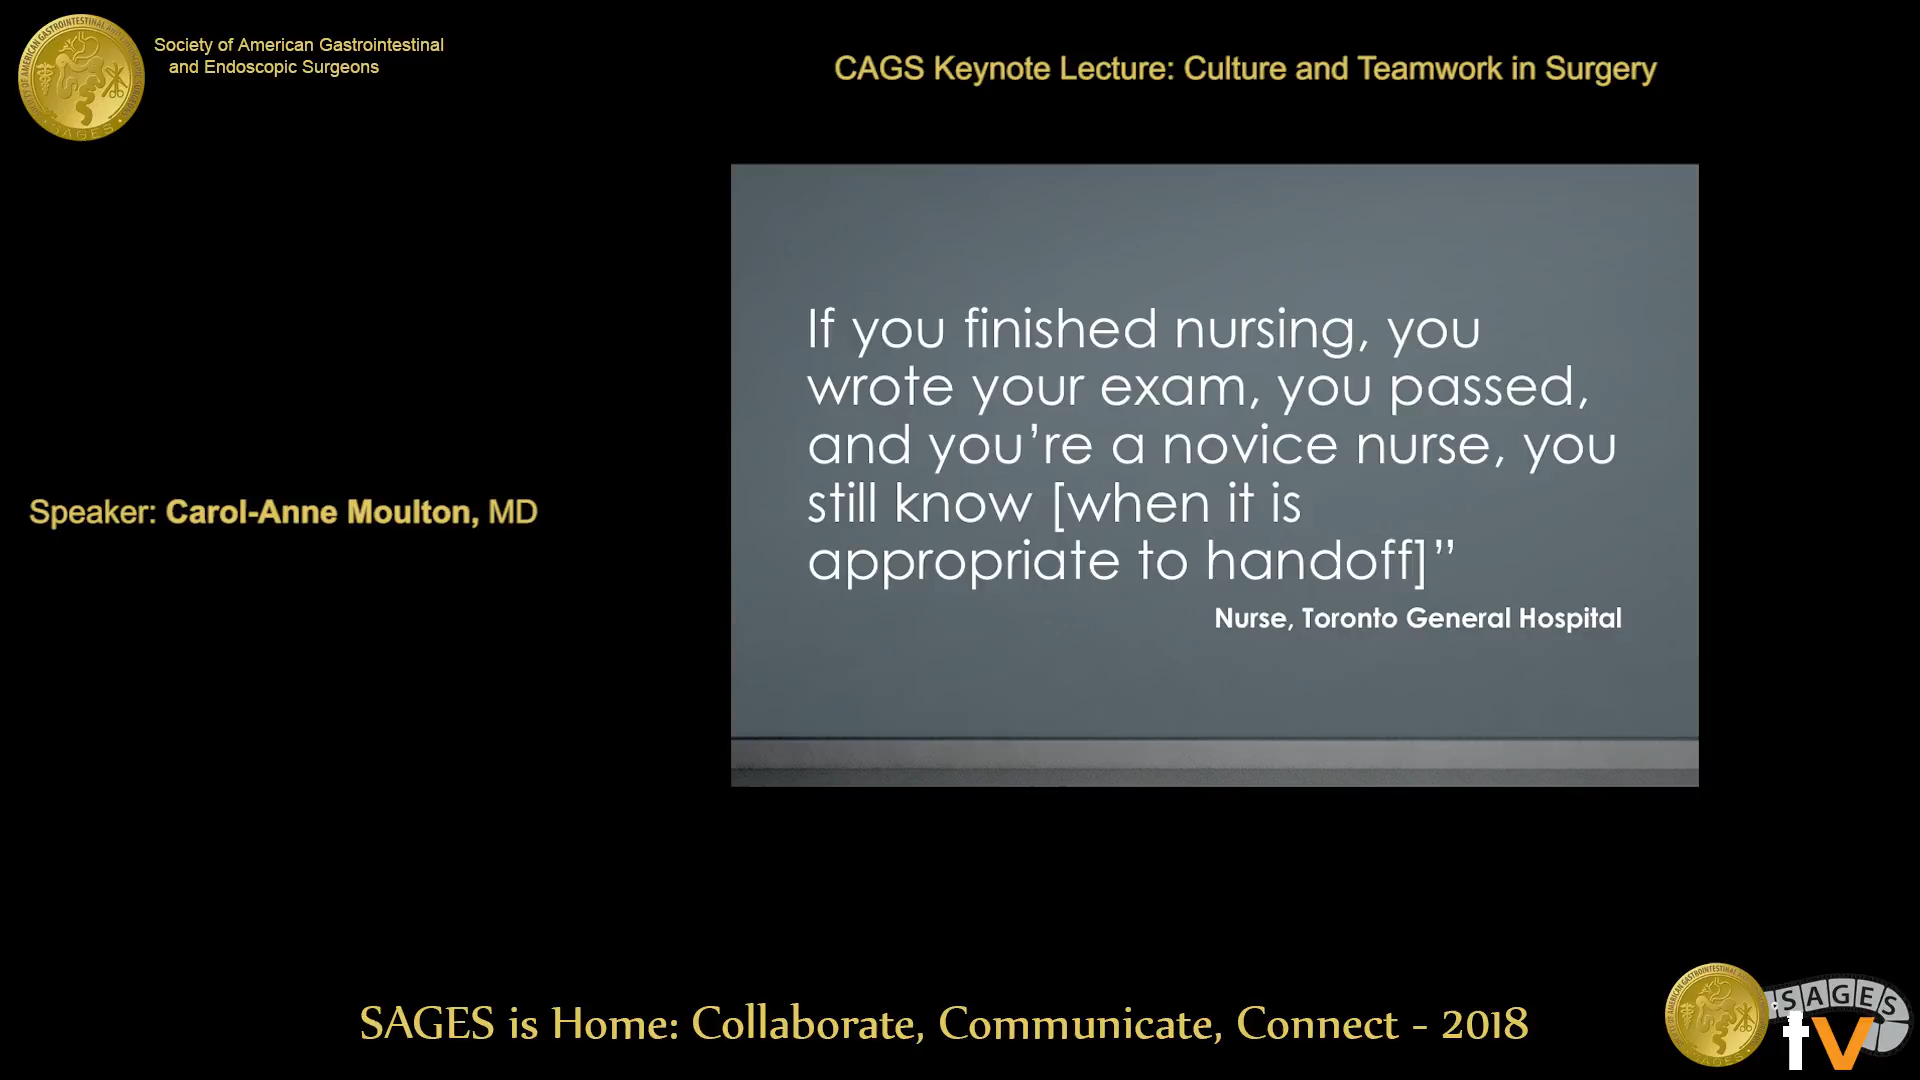 Society of American Gastrointestinal
and Endoscopic Surgeons
CAGS Keynote Lecture: Culture and Teamwork in Surgery
If you finished nursing, you
wrote your exam, you passed,
and you’re a novice nurse, you
still know [when it is
appropriate to handoff]”
Nurse, Toronto General Hospital
Speaker: Carol-Anne Moulton, MD
SAGES is Home: Collaborate, Communicate, Connect - 2018
SAGES
tv